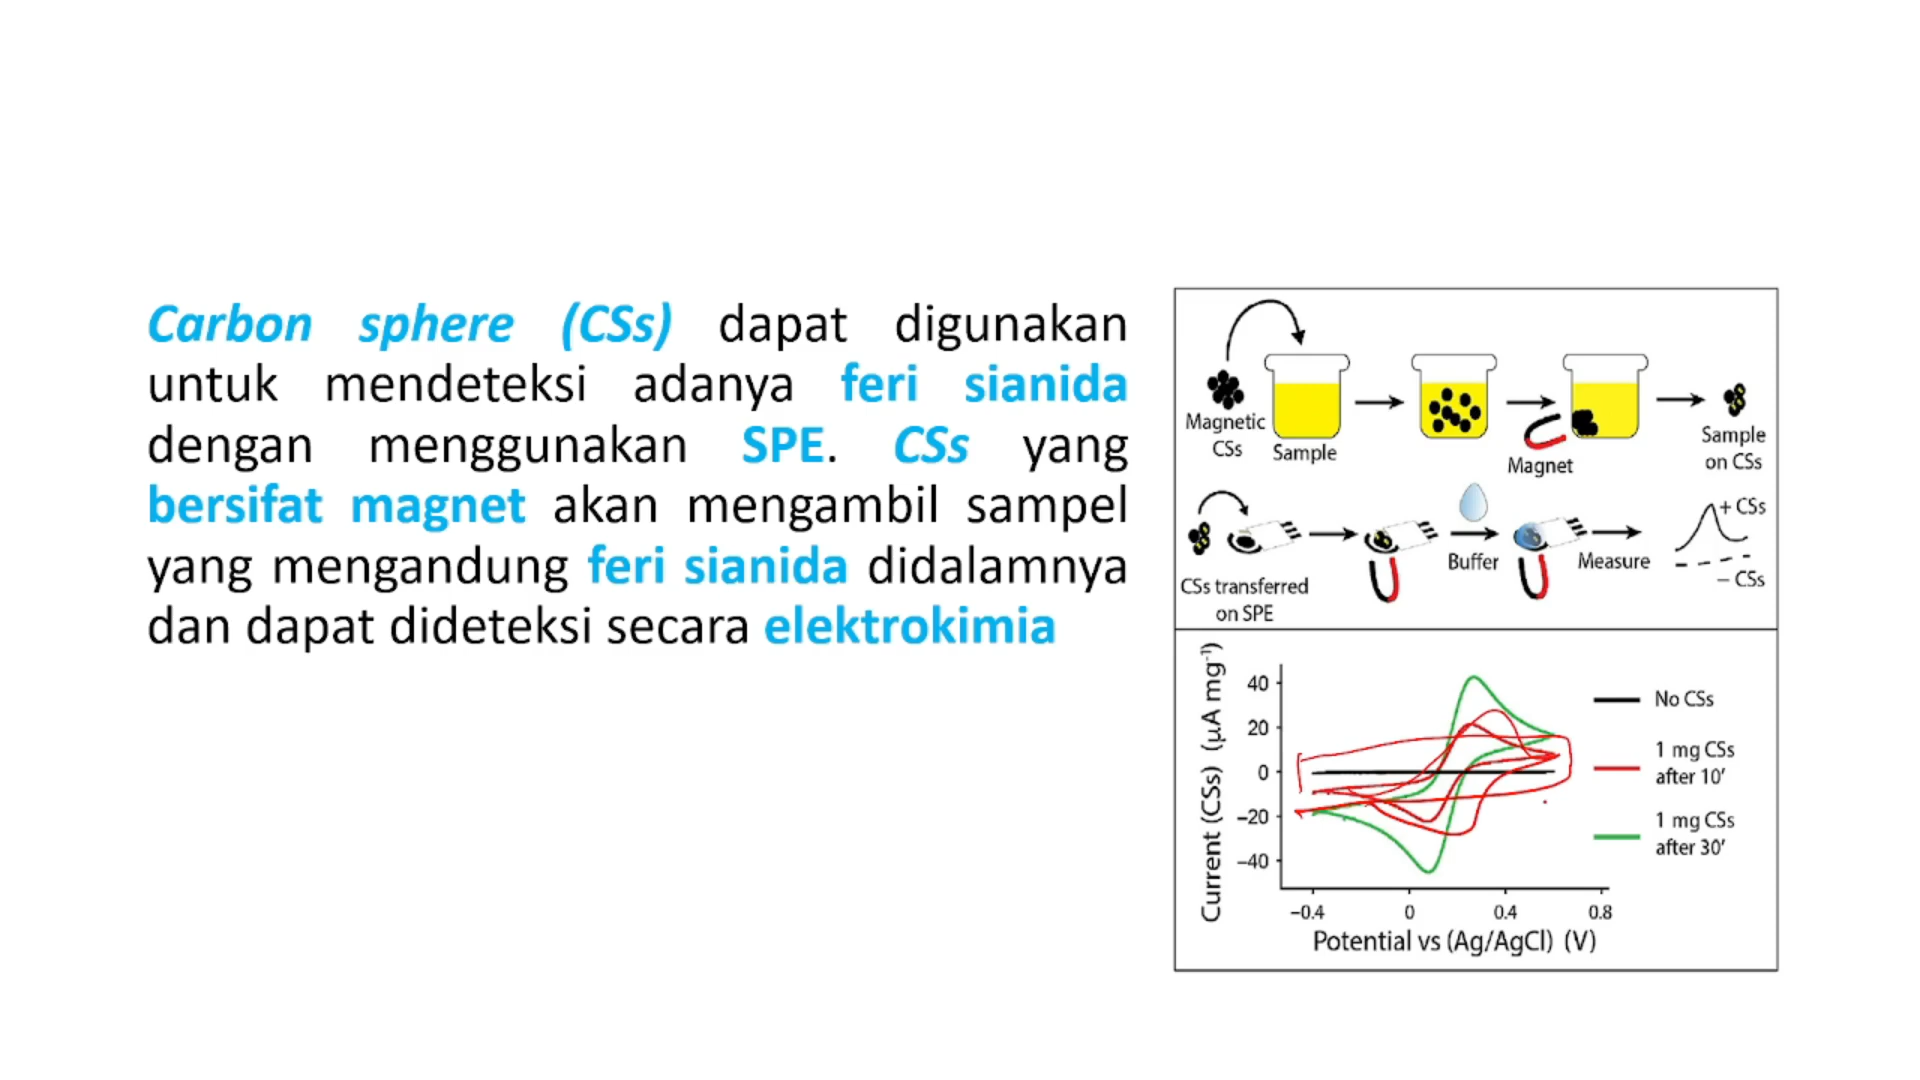 Carbon sphere (CSs) dapat digunakan
untuk mendeteksi adanya feri sianida
dengan menggunakan SPE. CSs yang
bersifat magnet akan mengambil sampel
yang mengandung feri sianida didalamnya
dan dapat dideteksi secara elektrokimia
Magnetic
CSs
Sample
Magnet
Sample
on CSs
CSs transferred
on SPE
Buffer
Measure
+ CSs
– CSs
Current (CSs) (µA mg⁻¹)
40
20
0
–20
–40
–0.4 0 0.4 0.8
Potential vs (Ag/AgCl) (V)
No CSs
1 mg CSs
after 10′
1 mg CSs
after 30′